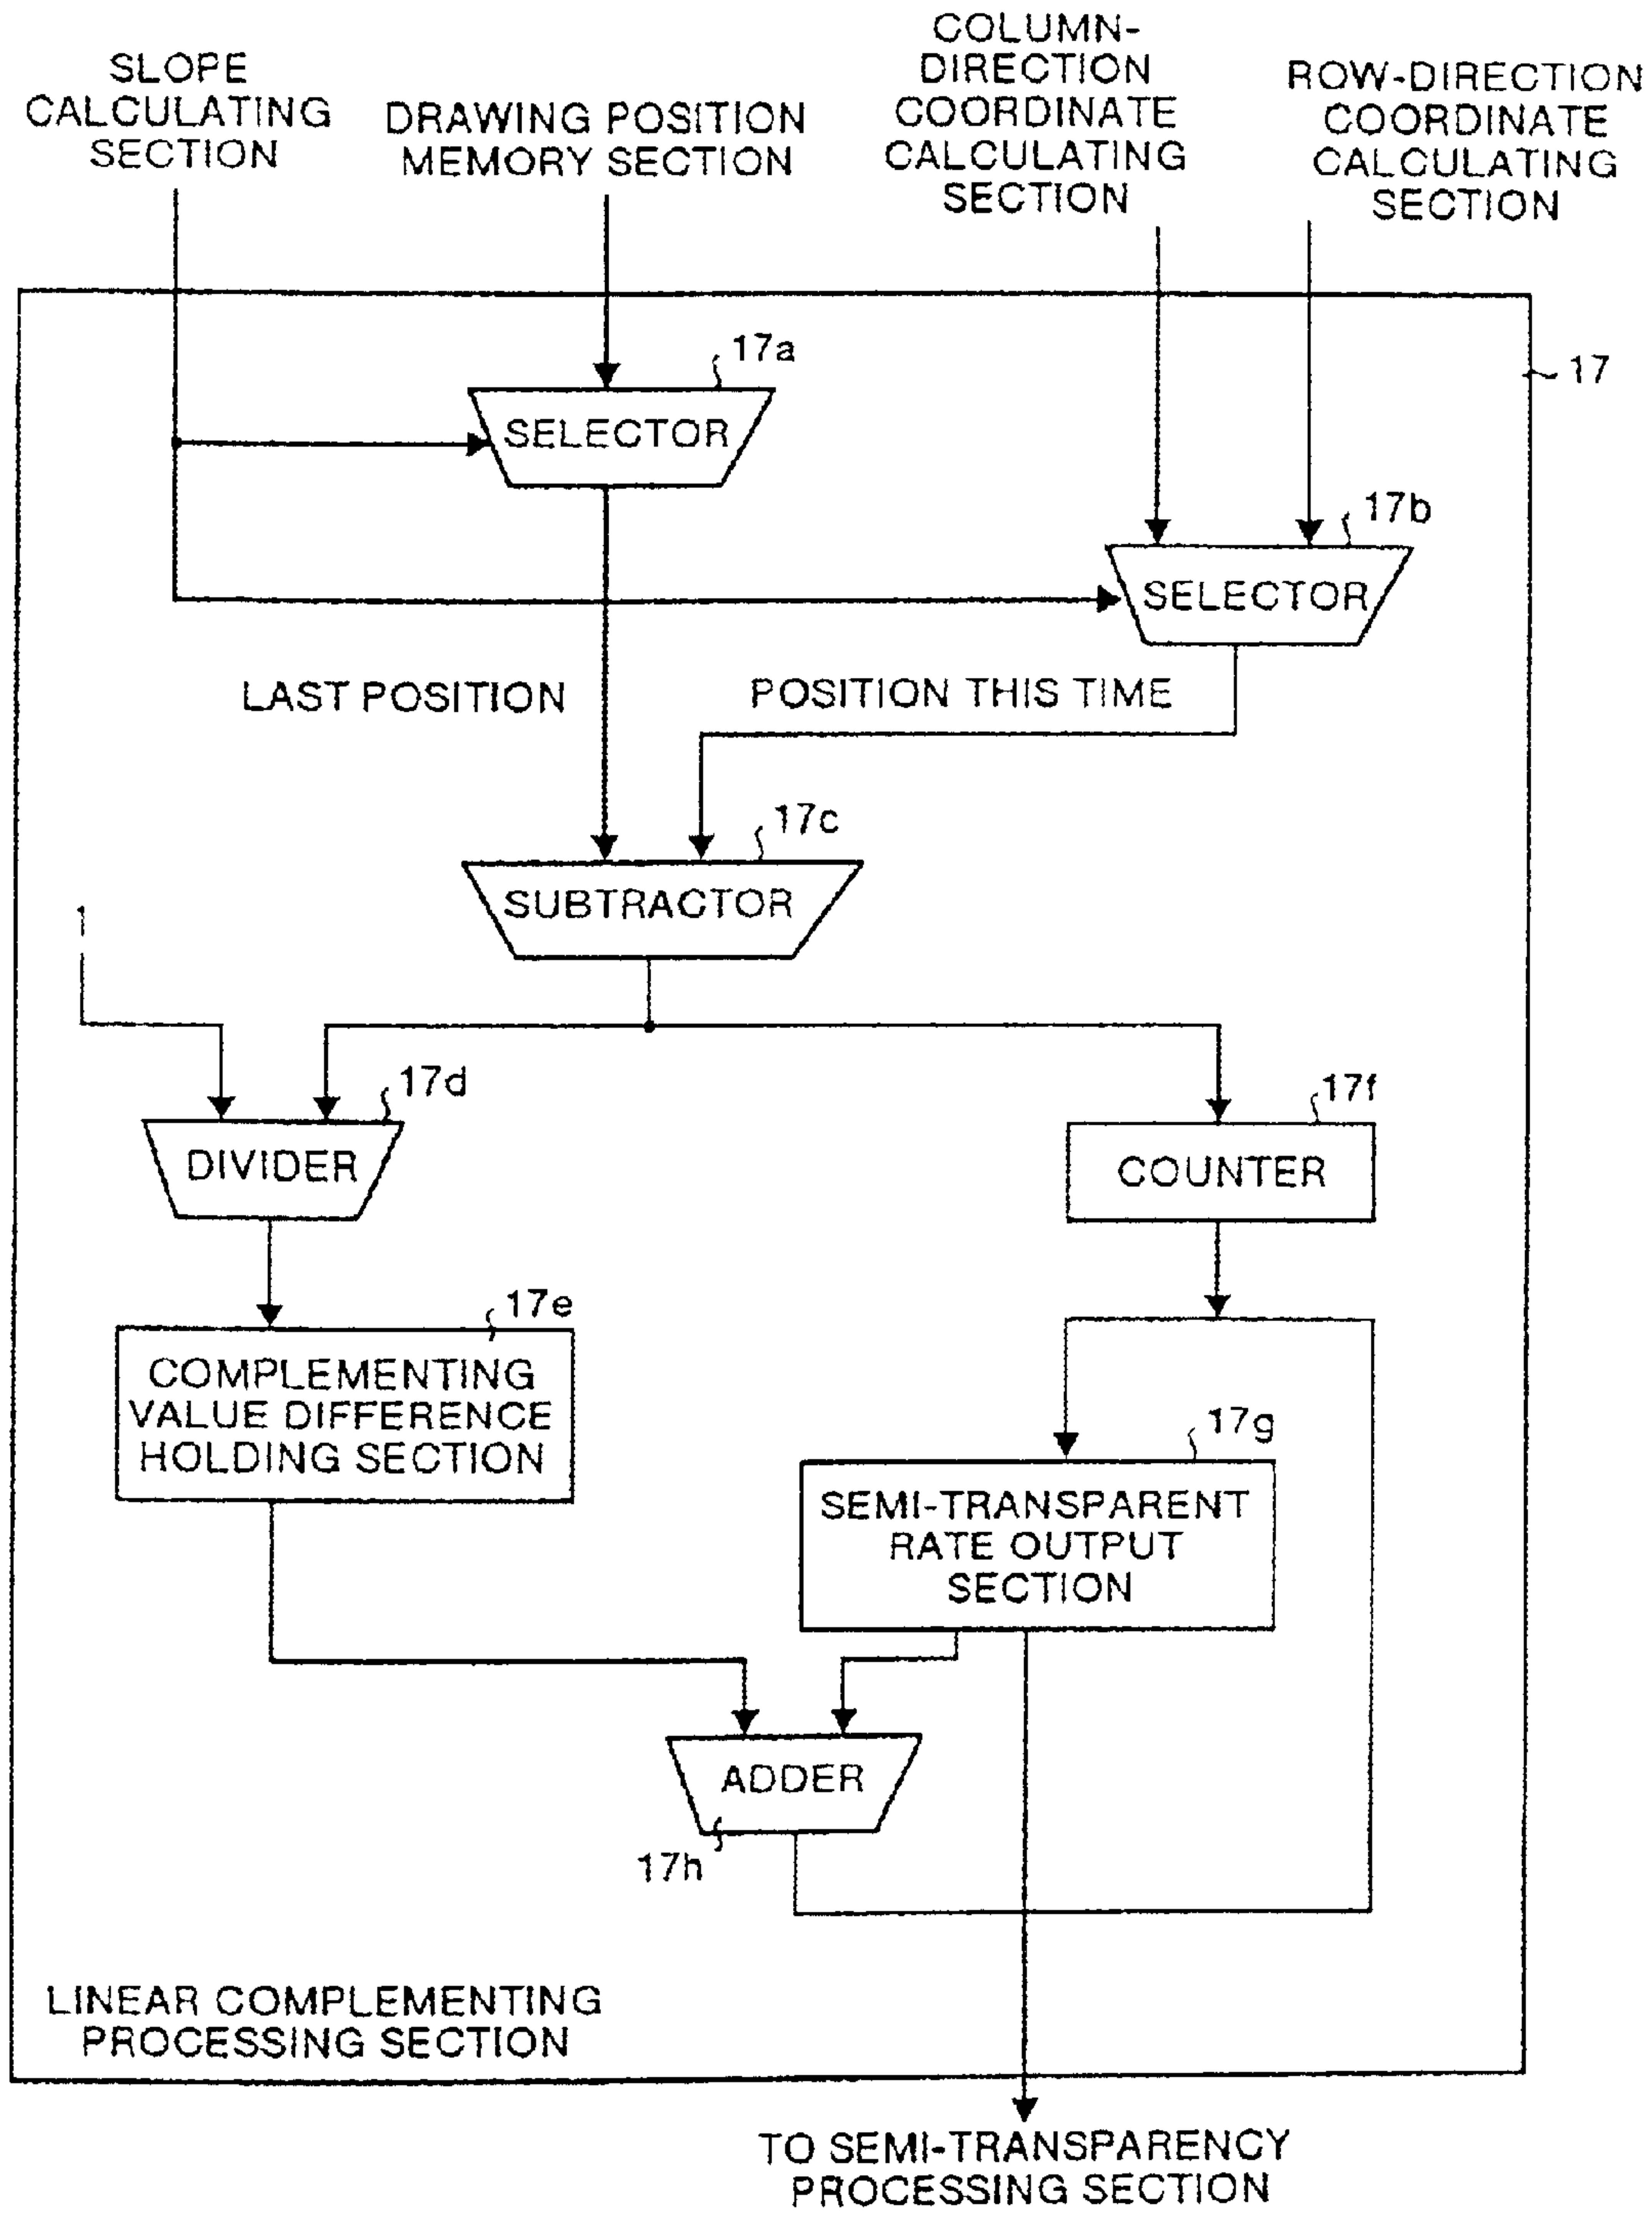 SLOPE
CALCULATING
SECTION
DRAWING POSITION
MEMORY SECTION
COLUMN-
DIRECTION
COORDINATE
CALCULATING
SECTION
ROW-DIRECTION
COORDINATE
CALCULATING
SECTION
17a
17
SELECTOR
17b
SELECTOR
LAST POSITION
POSITION THIS TIME
17c
SUBTRACTOR
1
17d
DIVIDER
17f
COUNTER
17e
COMPLEMENTING
VALUE DIFFERENCE
HOLDING SECTION
17g
SEMI-TRANSPARENT
RATE OUTPUT
SECTION
ADDER
17h
LINEAR COMPLEMENTING
PROCESSING SECTION
TO SEMI-TRANSPARENCY
PROCESSING SECTION